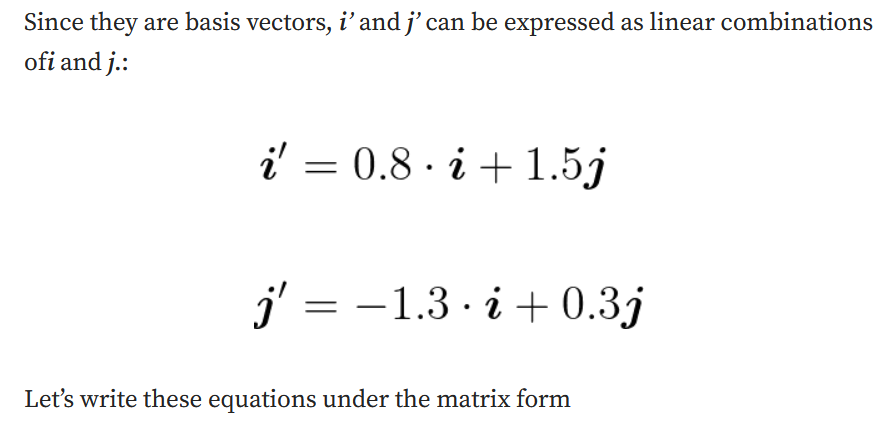 Since they are basis vectors, i’ and j’ can be expressed as linear combinations
ofi and j.:
i′ = 0.8 · i + 1.5j
j′ = −1.3 · i + 0.3j
Let’s write these equations under the matrix form